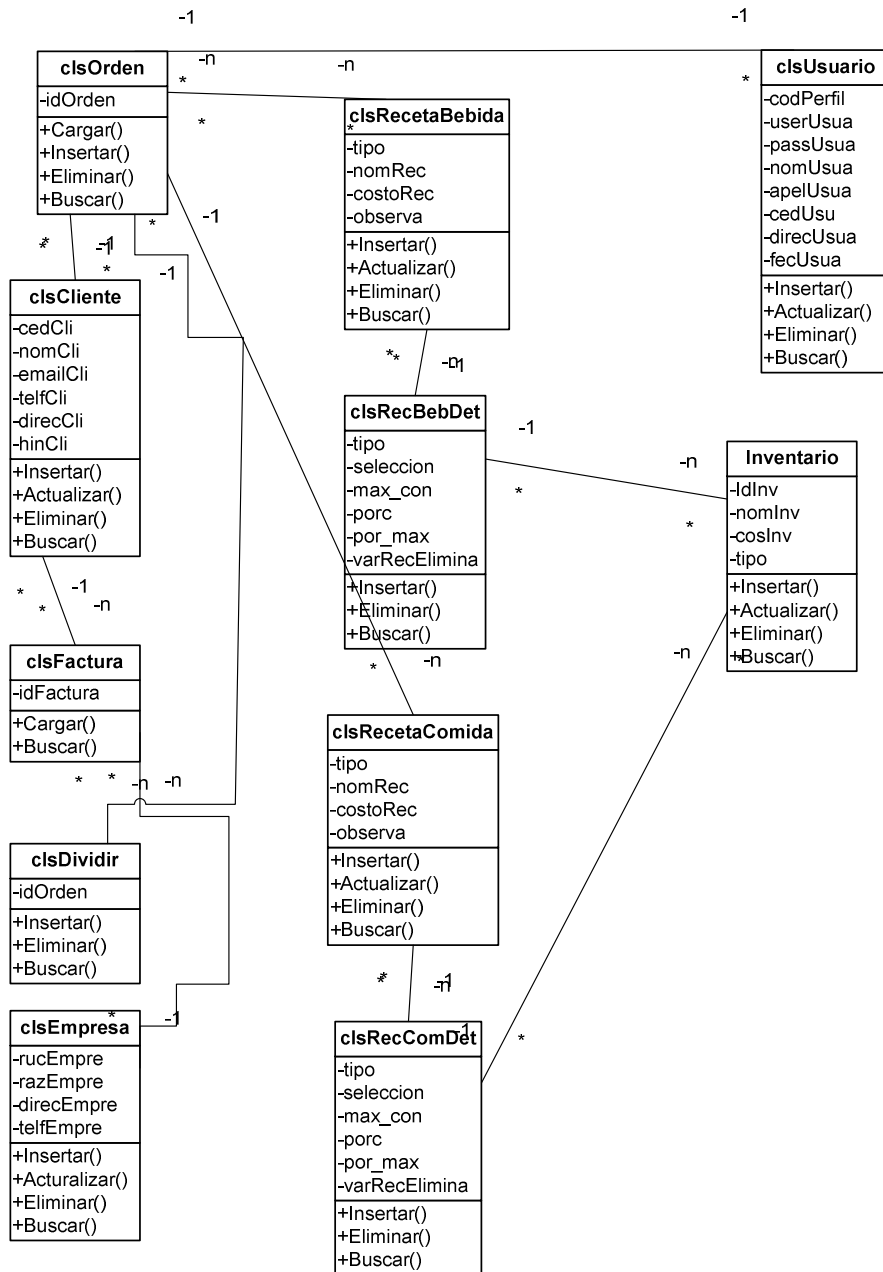 -1
-1
clsOrden
-idOrden
+Cargar()
+Insertar()
+Eliminar()
+Buscar()
-n
*
*
-n
*
clsUsuario
-codPerfil
-userUsua
-passUsua
-nomUsua
-apelUsua
-cedUsu
-direcUsua
-fecUsua
+Insertar()
+Actualizar()
+Eliminar()
+Buscar()
*
clsRecetaBebida
-tipo
-nomRec
-costoRec
-observa
+Insertar()
+Actualizar()
+Eliminar()
+Buscar()
-1
*
*
*
-1
-1
*
-1
clsCliente
-cedCli
-nomCli
-emailCli
-telfCli
-direcCli
-hinCli
+Insertar()
+Actualizar()
+Eliminar()
+Buscar()
*
*
-n
-1
clsRecBebDet
-tipo
-seleccion
-max_con
-porc
-por_max
-varRecElimina
+Insertar()
+Eliminar()
+Buscar()
-1
*
-n
*
Inventario
-IdInv
-nomInv
-cosInv
-tipo
+Insertar()
+Actualizar()
+Eliminar()
+Buscar()
*
-n
*
*
-1
-n
clsFactura
-idFactura
+Cargar()
+Buscar()
*
*
-n
-n
*
-n
clsRecetaComida
-tipo
-nomRec
-costoRec
-observa
+Insertar()
+Actualizar()
+Eliminar()
+Buscar()
clsDividir
-idOrden
+Insertar()
+Eliminar()
+Buscar()
*
*
-1
-n
*
-1
clsEmpresa
-rucEmpre
-razEmpre
-direcEmpre
-telfEmpre
+Insertar()
+Acturalizar()
+Eliminar()
+Buscar()
clsRecComDet
-1
*
-tipo
-seleccion
-max_con
-porc
-por_max
-varRecElimina
+Insertar()
+Eliminar()
+Buscar()